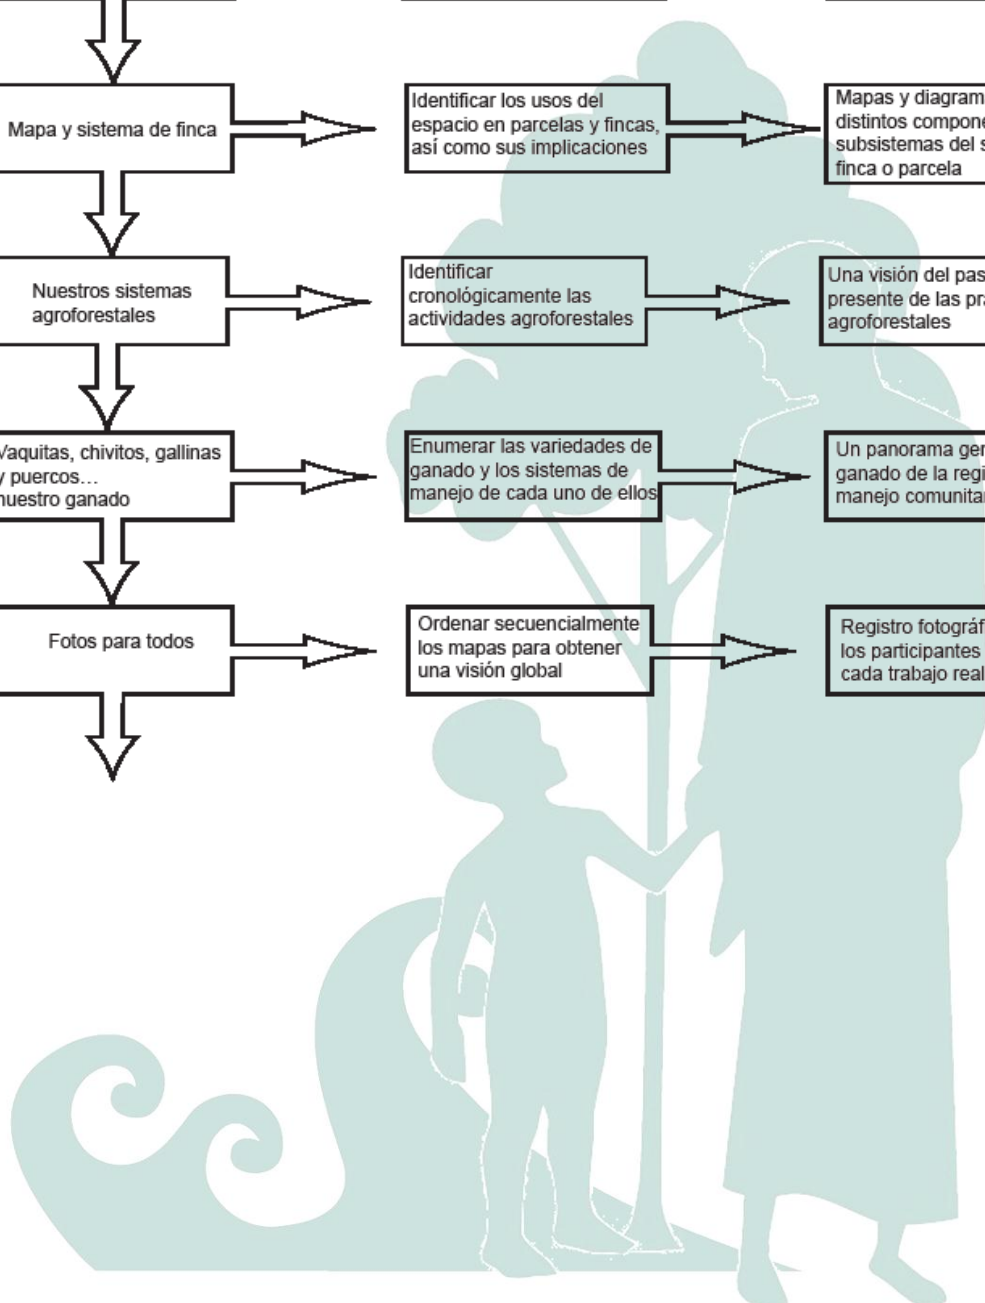 Mapa y sistema de finca
Identificar los usos del
espacio en parcelas y fincas,
así como sus implicaciones
Mapas y diagram
distintos compone
subsistemas del s
finca o parcela
Nuestros sistemas
agroforestales
Identificar
cronológicamente las
actividades agroforestales
Una visión del pas
presente de las pra
agroforestales
Vaquitas, chivitos, gallinas
y puercos...
nuestro ganado
Enumerar las variedades de
ganado y los sistemas de
manejo de cada uno de ellos
Un panorama gen
ganado de la regi
manejo comunitar
Fotos para todos
Ordenar secuencialmente
los mapas para obtener
una visión global
Registro fotográfi
los participantes
cada trabajo real